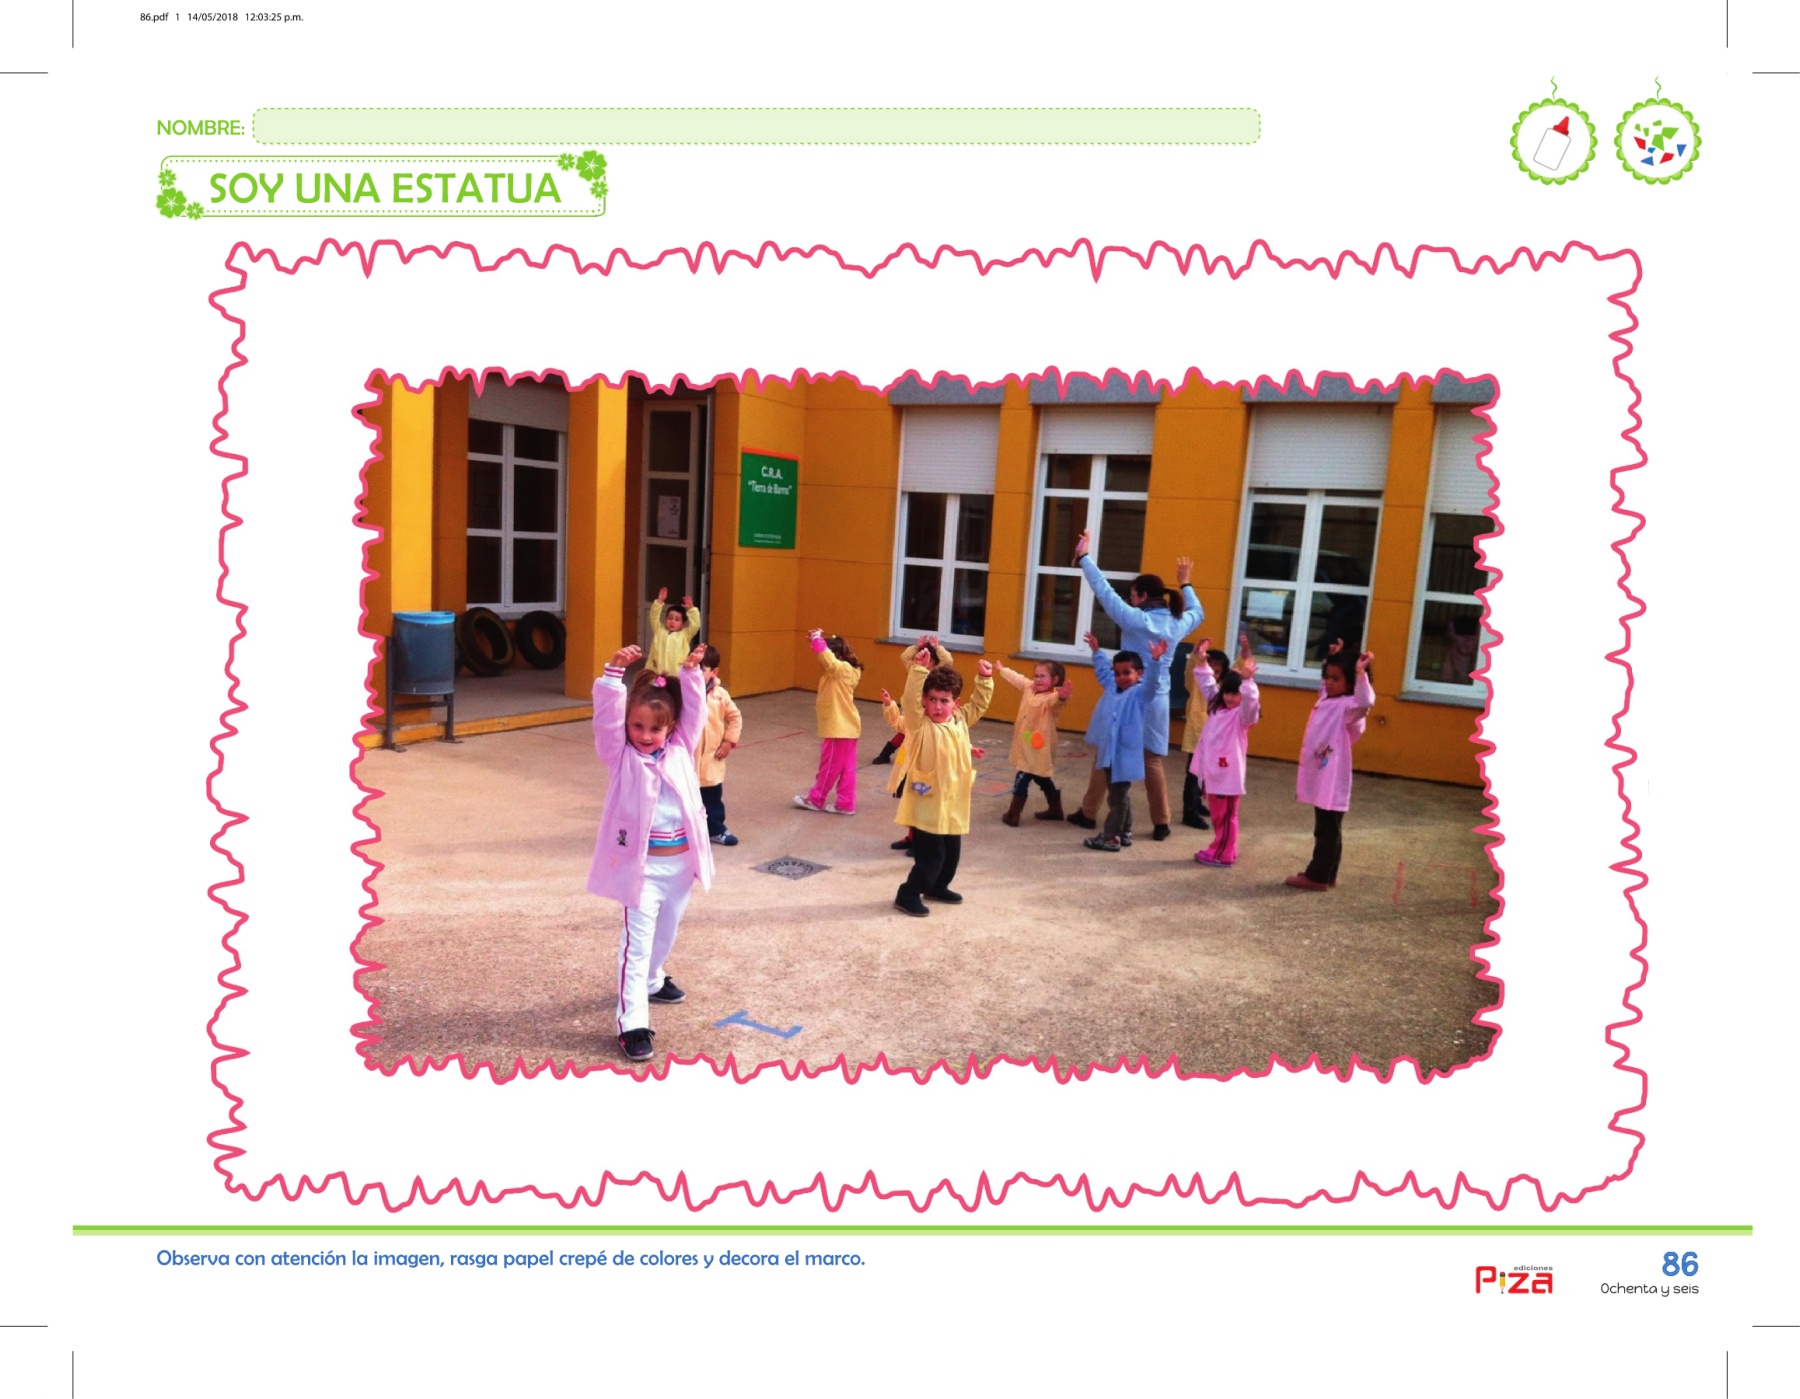 86.pdf 1 14/05/2018 12:03:25 p.m.
NOMBRE:
SOY UNA ESTATUA
C.R.A.
"Tierra de Barros"
Observa con atención la imagen, rasga papel crepé de colores y decora el marco.
ediciones
Piza
86
Ochenta y seis